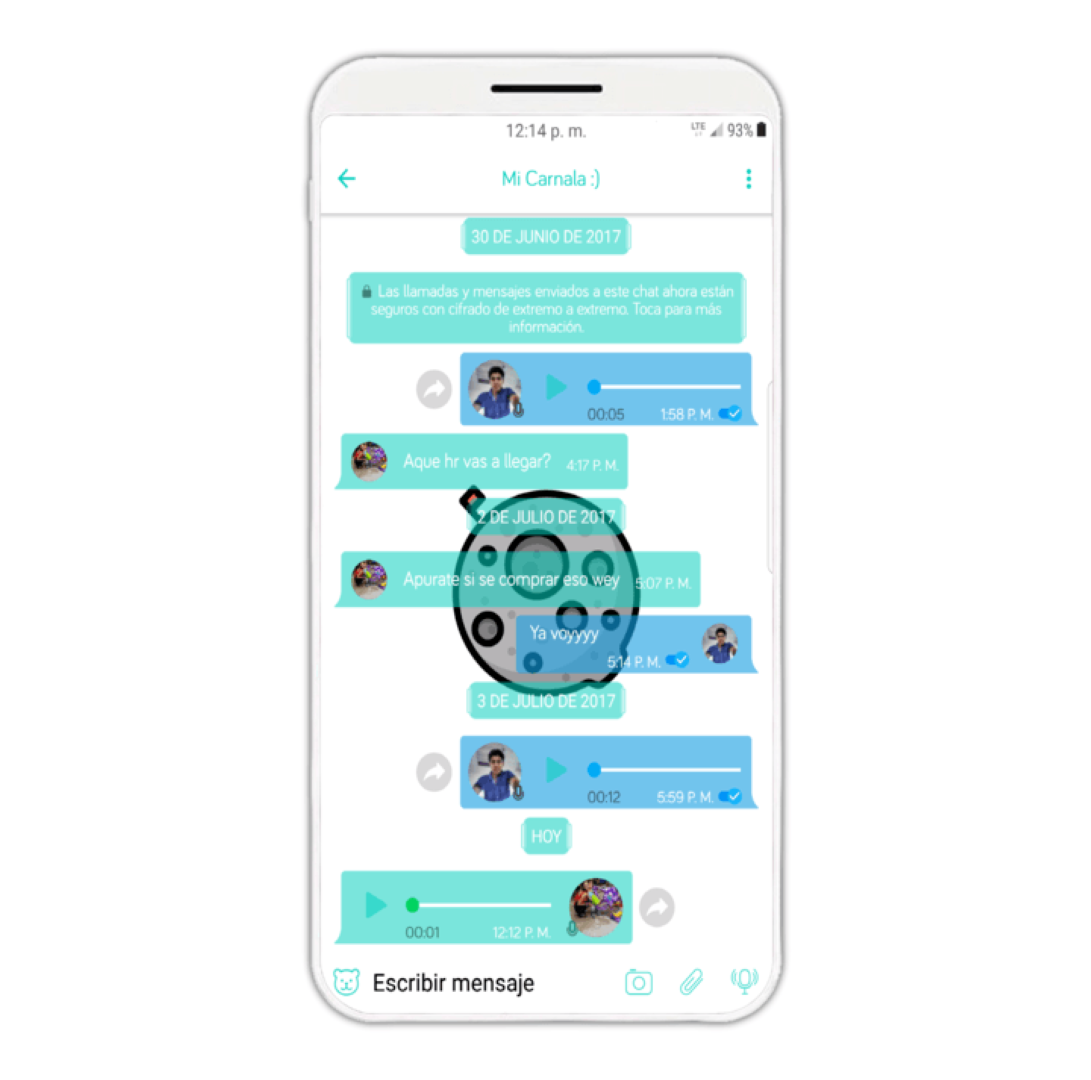 12:14 p. m.
LTE 93%
Mi Carnala :)
30 DE JUNIO DE 2017
Las llamadas y mensajes enviados a este chat ahora están
seguros con cifrado de extremo a extremo. Toca para más
información.
00:05 1:58 P. M.
Aque hr vas a llegar? 4:17 P. M.
2 DE JULIO DE 2017
Apurate si se comprar eso wey 5:07 P. M.
Ya voyyyy
5:14 P. M.
3 DE JULIO DE 2017
00:12 5:59 P. M.
HOY
00:01 12:12 P. M.
Escribir mensaje